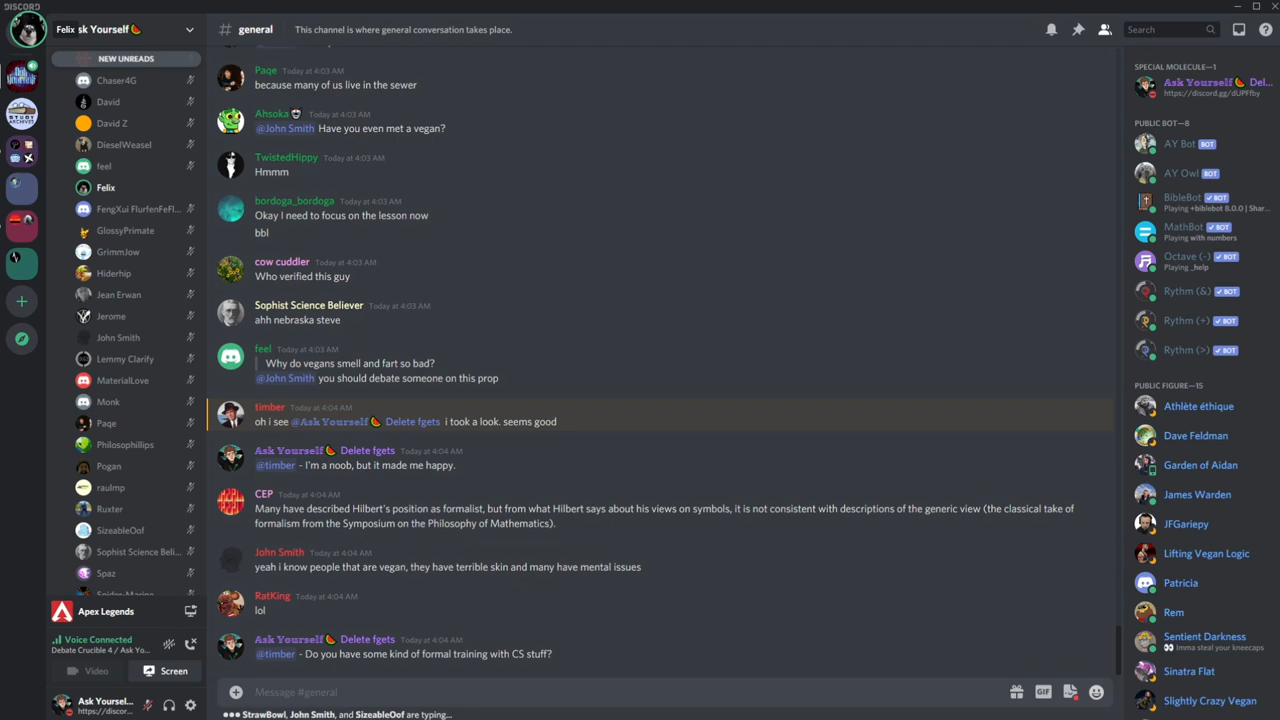 DISCORD
Felix
sk Yourself🍉
NEW UNREADS
Chaser4G
David
David Z
DieselWeasel
feel
Felix
FengXui FlurfenFeFl...
GlossyPrimate
GrimmJow
Hiderhip
Jean Erwan
Jerome
John Smith
Lemmy Clarify
MaterialLove
Monk
Paqe
Philosophillips
Pogan
raulmp
Ruxter
SizeableOof
Sophist Science Beli...
Spaz
Spider-Marine
Apex Legends
Voice Connected
Debate Crucible 4 / Ask Yo...
Video
Screen
Ask Yoursel...
https://discor...
# general
This channel is where general conversation takes place.
Search
Paqe Today at 4:03 AM
because many of us live in the sewer
Ahsoka Today at 4:03 AM
@John Smith Have you even met a vegan?
TwistedHippy Today at 4:03 AM
Hmmm
bordoga_bordoga Today at 4:03 AM
Okay I need to focus on the lesson now
bbl
cow cuddler Today at 4:03 AM
Who verified this guy
Sophist Science Believer Today at 4:03 AM
ahh nebraska steve
feel Today at 4:03 AM
Why do vegans smell and fart so bad?
@John Smith you should debate someone on this prop
timber Today at 4:04 AM
oh i see @Ask Yourself🍉 Delete fgets i took a look. seems good
Ask Yourself🍉 Delete fgets Today at 4:04 AM
@timber - I'm a noob, but it made me happy.
CEP Today at 4:04 AM
Many have described Hilbert's position as formalist, but from what Hilbert says about his views on symbols, it is not consistent with descriptions of the generic view (the classical take of
formalism from the Symposium on the Philosophy of Mathematics).
John Smith Today at 4:04 AM
yeah i know people that are vegan, they have terrible skin and many have mental issues
RatKing Today at 4:04 AM
lol
Ask Yourself🍉 Delete fgets Today at 4:04 AM
@timber - Do you have some kind of formal training with CS stuff?
Message #general
GIF
StrawBowl, John Smith, and SizeableOof are typing...
SPECIAL MOLECULE—1
Ask Yourself🍉 Del...
https://discord.gg/dUPFfby
PUBLIC BOT—8
AY Bot BOT
AY Owl BOT
BibleBot ✓BOT
Playing +biblebot 8.0.0 | Shar...
MathBot ✓BOT
Playing with numbers
Octave (-) ✓BOT
Playing _help
Rythm (&) ✓BOT
Rythm (+) ✓BOT
Rythm (>) ✓BOT
PUBLIC FIGURE—15
Athlète éthique
Dave Feldman
Garden of Aidan
James Warden
JFGariepy
Lifting Vegan Logic
Patricia
Rem
Sentient Darkness
👀 Imma steal your kneecaps
Sinatra Flat
Slightly Crazy Vegan